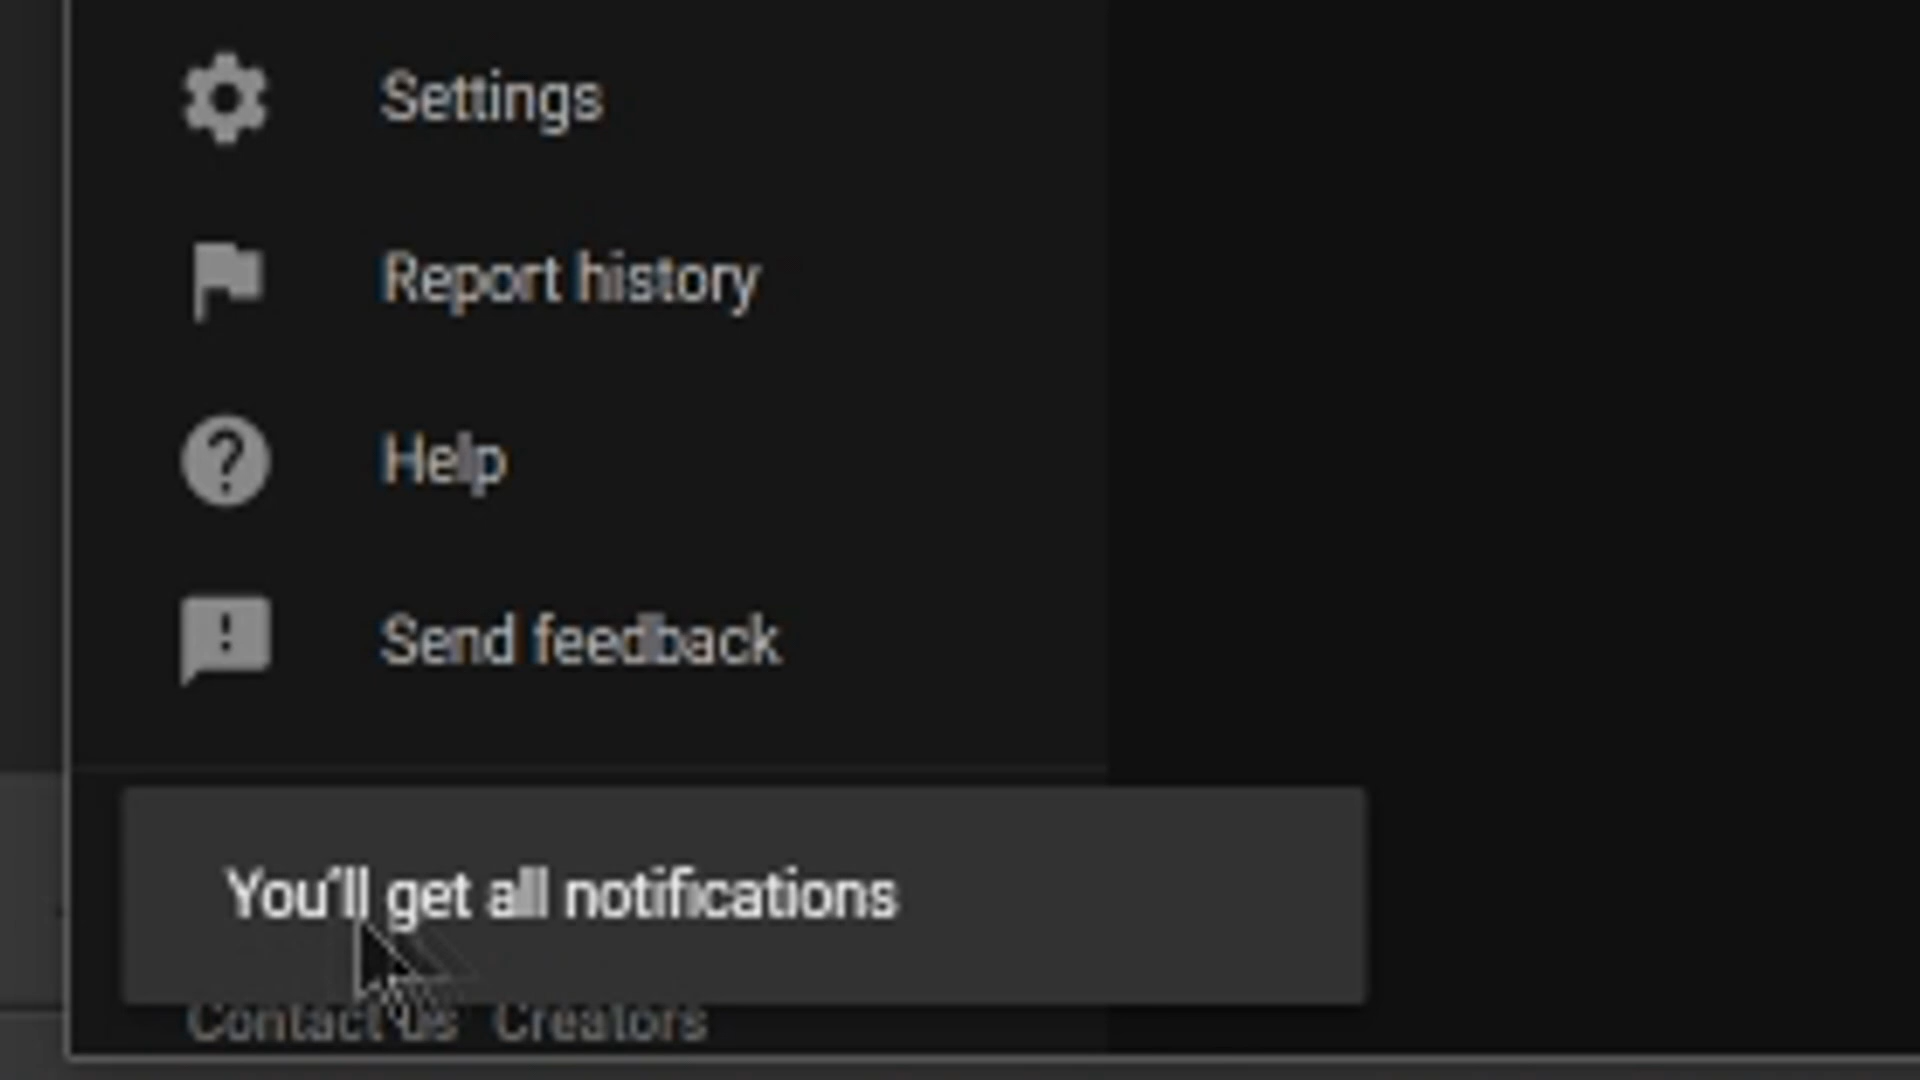 Settings
Report history
Help
Send feedback
You'll get all notifications
Contact us Creators